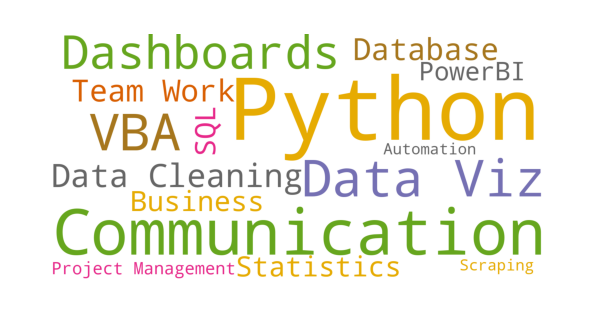 Dashboards
Database
PowerBI
Team Work
Python
VBA
SQL
Automation
Data Cleaning
Data Viz
Business
Communication
Project Management
Statistics
Scraping